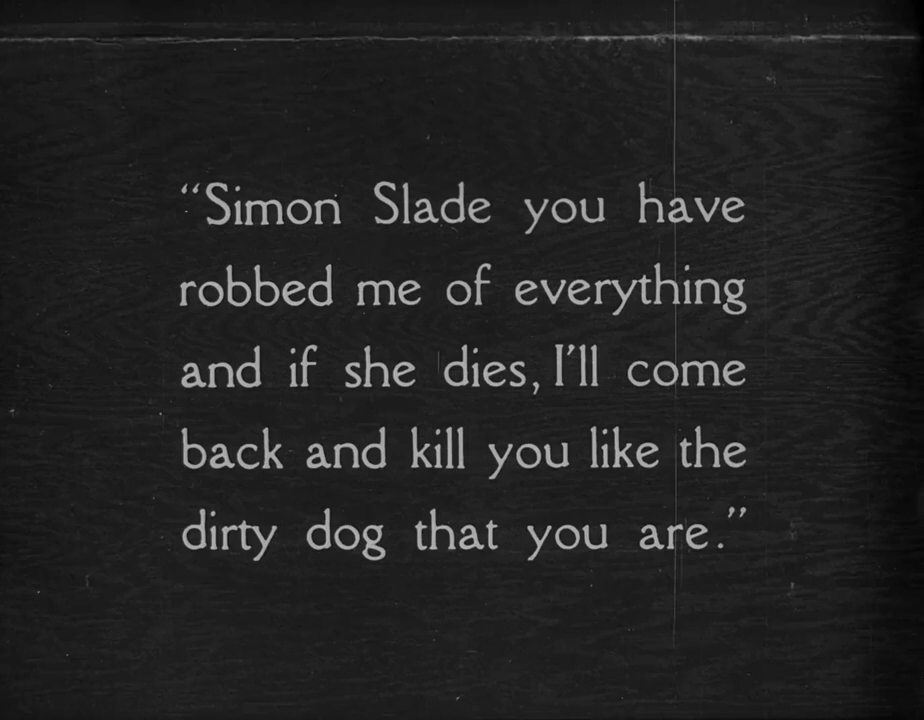 “Simon Slade you have
robbed me of everything
and if she dies, I'll come
back and kill you like the
dirty dog that you are.”